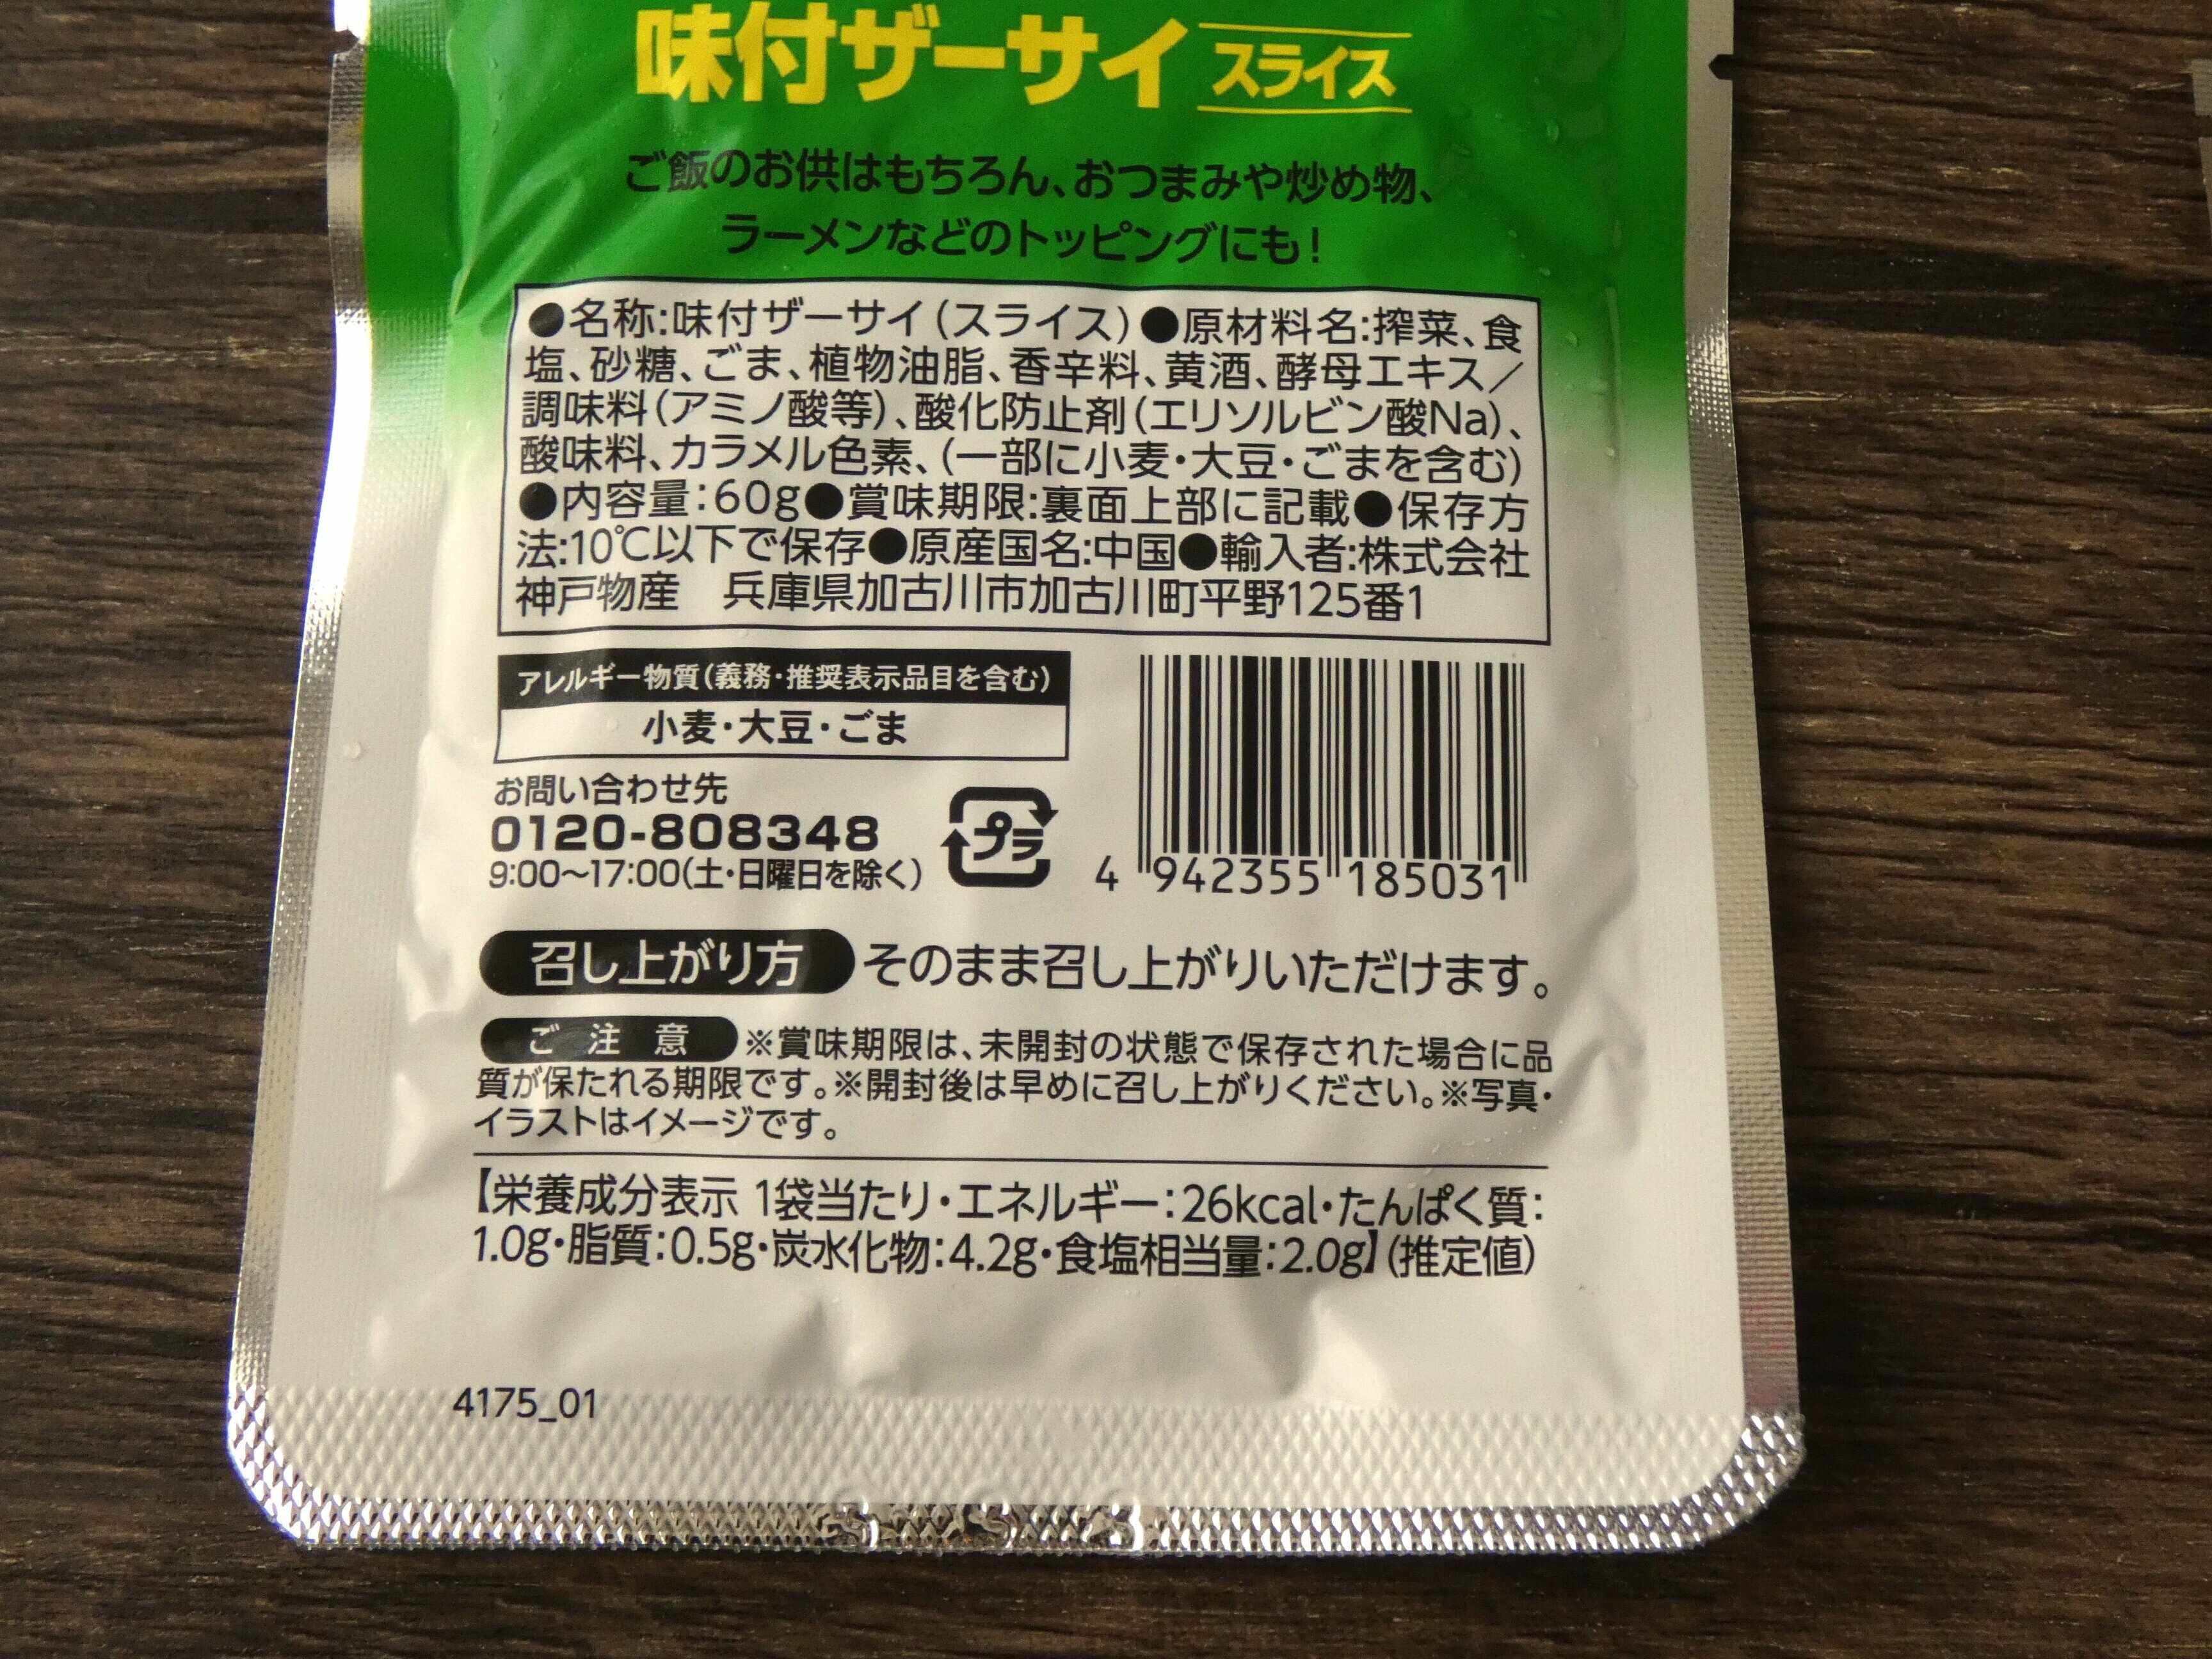 味付ザーサイ スライス
ご飯のお供はもちろん、おつまみや炒め物、
ラーメンなどのトッピングにも!
●名称:味付ザーサイ(スライス)●原材料名:搾菜、食
塩、砂糖、ごま、植物油脂、香辛料、黄酒、酵母エキス/
調味料(アミノ酸等)、酸化防止剤(エリソルビン酸Na)、
酸味料、カラメル色素、(一部に小麦・大豆・ごまを含む)
●内容量:60g●賞味期限:裏面上部に記載●保存方
法:10℃以下で保存●原産国名:中国●輸入者:株式会社
神戸物産 兵庫県加古川市加古川町平野125番1
アレルギー物質(義務・推奨表示品目を含む)
小麦・大豆・ごま
お問い合わせ先
0120-808348
9:00〜17:00(土・日曜日を除く)
プラ
4 942355 185031
召し上がり方 そのまま召し上がりいただけます。
ご注意 ※賞味期限は、未開封の状態で保存された場合に品
質が保たれる期限です。※開封後は早めに召し上がりください。※写真・
イラストはイメージです。
【栄養成分表示 1袋当たり・エネルギー:26kcal・たんぱく質:
1.0g・脂質:0.5g・炭水化物:4.2g・食塩相当量:2.0g】(推定値)
4175_01